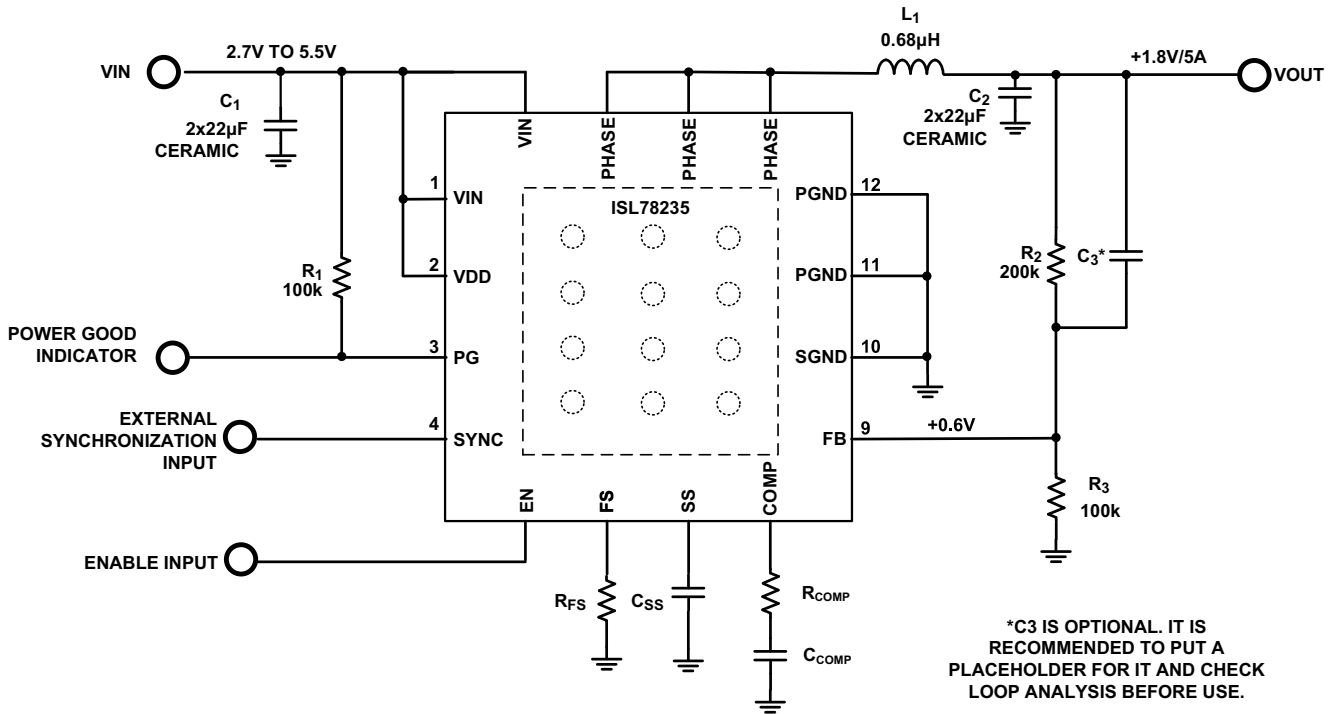 L1
0.68µH
2.7V TO 5.5V
+1.8V/5A
VIN
VOUT
C1
2x22µF
CERAMIC
C2
2x22µF
CERAMIC
VIN
PHASE
PHASE
PHASE
1
VIN
ISL78235
PGND
12
R1
100k
2
VDD
PGND
11
R2
200k
C3*
POWER GOOD
INDICATOR
3
PG
SGND
10
EXTERNAL
SYNCHRONIZATION
INPUT
4
SYNC
FB
9
+0.6V
EN
FS
SS
COMP
R3
100k
ENABLE INPUT
RFS
CSS
RCOMP
CCOMP
*C3 IS OPTIONAL. IT IS
RECOMMENDED TO PUT A
PLACEHOLDER FOR IT AND CHECK
LOOP ANALYSIS BEFORE USE.